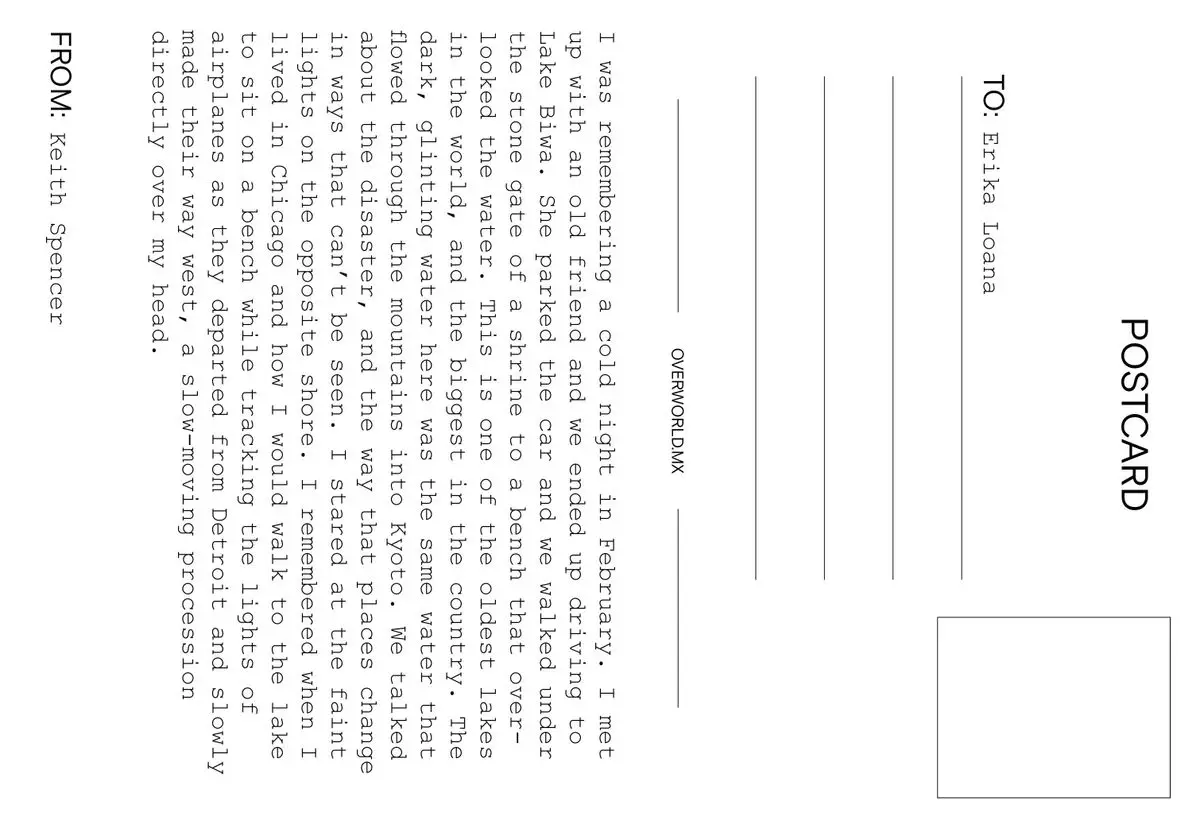 POSTCARD
TO: Erika Loana
OVERWORLD.MX
I was remembering a cold night in February. I met
up with an old friend and we ended up driving to
Lake Biwa. She parked the car and we walked under
the stone gate of a shrine to a bench that over-
looked the water. This is one of the oldest lakes
in the world, and the biggest in the country. The
dark, glinting water here was the same water that
flowed through the mountains into Kyoto. We talked
about the disaster, and the way that places change
in ways that can’t be seen. I stared at the faint
lights on the opposite shore. I remembered when I
lived in Chicago and how I would walk to the lake
to sit on a bench while tracking the lights of
airplanes as they departed from Detroit and slowly
made their way west, a slow-moving procession
directly over my head.
FROM: Keith Spencer